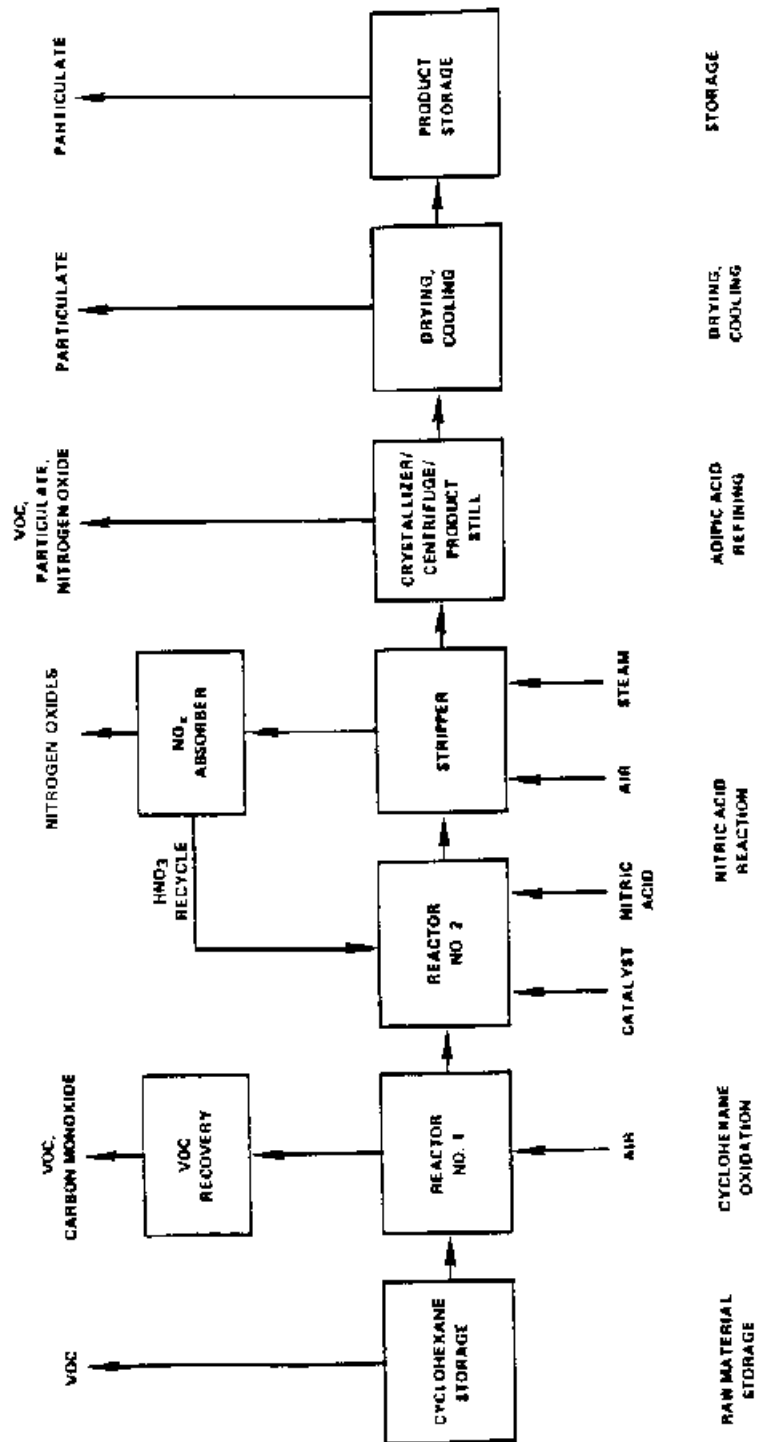 VOC
VOC,
CARBON MONOXIDE
NITROGEN OXIDES
VOC,
PARTICULATE,
NITROGEN OXIDE
PARTICULATE
PARTICULATE
VOC
RECOVERY
HNO3
RECYCLE
NOx
ABSORBER
CYCLOHEXANE
STORAGE
REACTOR
NO. 1
REACTOR
NO 2
STRIPPER
CRYSTALLIZER/
CENTRIFUGE/
PRODUCT
STILL
DRYING,
COOLING
PRODUCT
STORAGE
AIR
CATALYST
NITRIC
ACID
AIR
STEAM
RAW MATERIAL
STORAGE
CYCLOHEXANE
OXIDATION
NITRIC ACID
REACTION
ADIPIC ACID
REFINING
DRYING,
COOLING
STORAGE